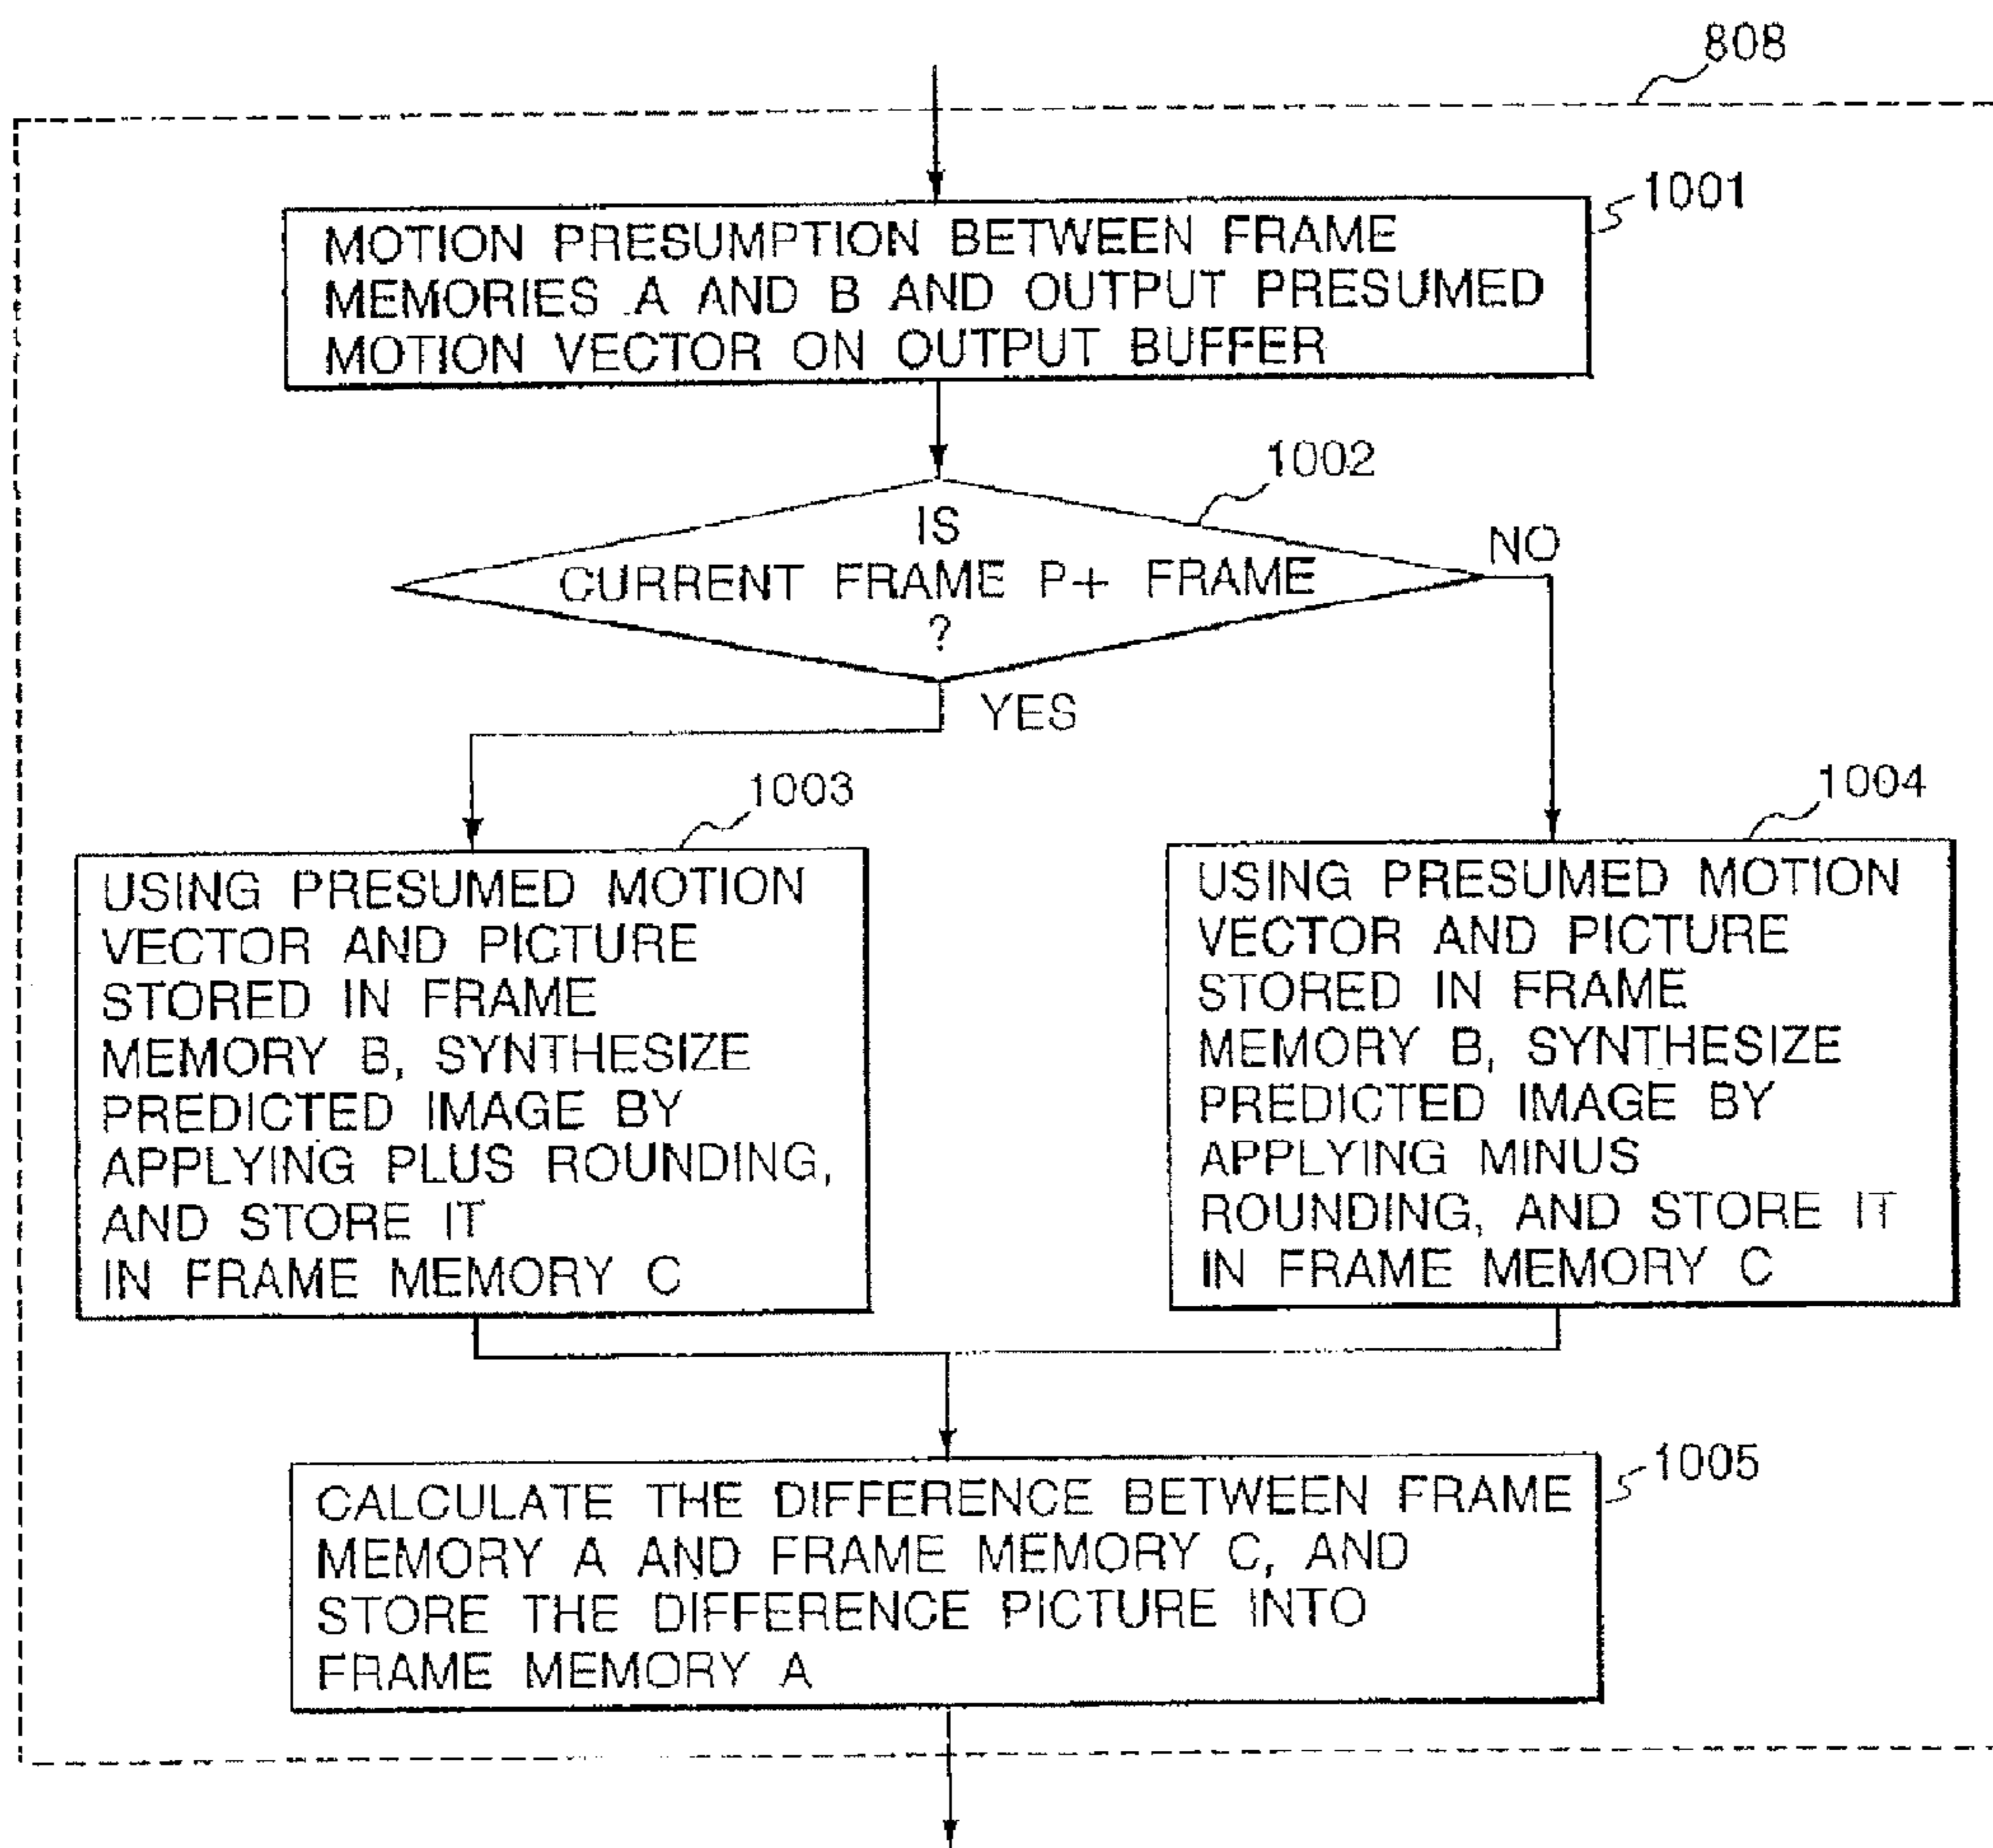 808
1001
MOTION PRESUMPTION BETWEEN FRAME
MEMORIES A AND B AND OUTPUT PRESUMED
MOTION VECTOR ON OUTPUT BUFFER
1002
IS
CURRENT FRAME P+ FRAME
?
NO
YES
1003
USING PRESUMED MOTION
VECTOR AND PICTURE
STORED IN FRAME
MEMORY B, SYNTHESIZE
PREDICTED IMAGE BY
APPLYING PLUS ROUNDING,
AND STORE IT
IN FRAME MEMORY C
1004
USING PRESUMED MOTION
VECTOR AND PICTURE
STORED IN FRAME
MEMORY B, SYNTHESIZE
PREDICTED IMAGE BY
APPLYING MINUS
ROUNDING, AND STORE IT
IN FRAME MEMORY C
1005
CALCULATE THE DIFFERENCE BETWEEN FRAME
MEMORY A AND FRAME MEMORY C, AND
STORE THE DIFFERENCE PICTURE INTO
FRAME MEMORY A